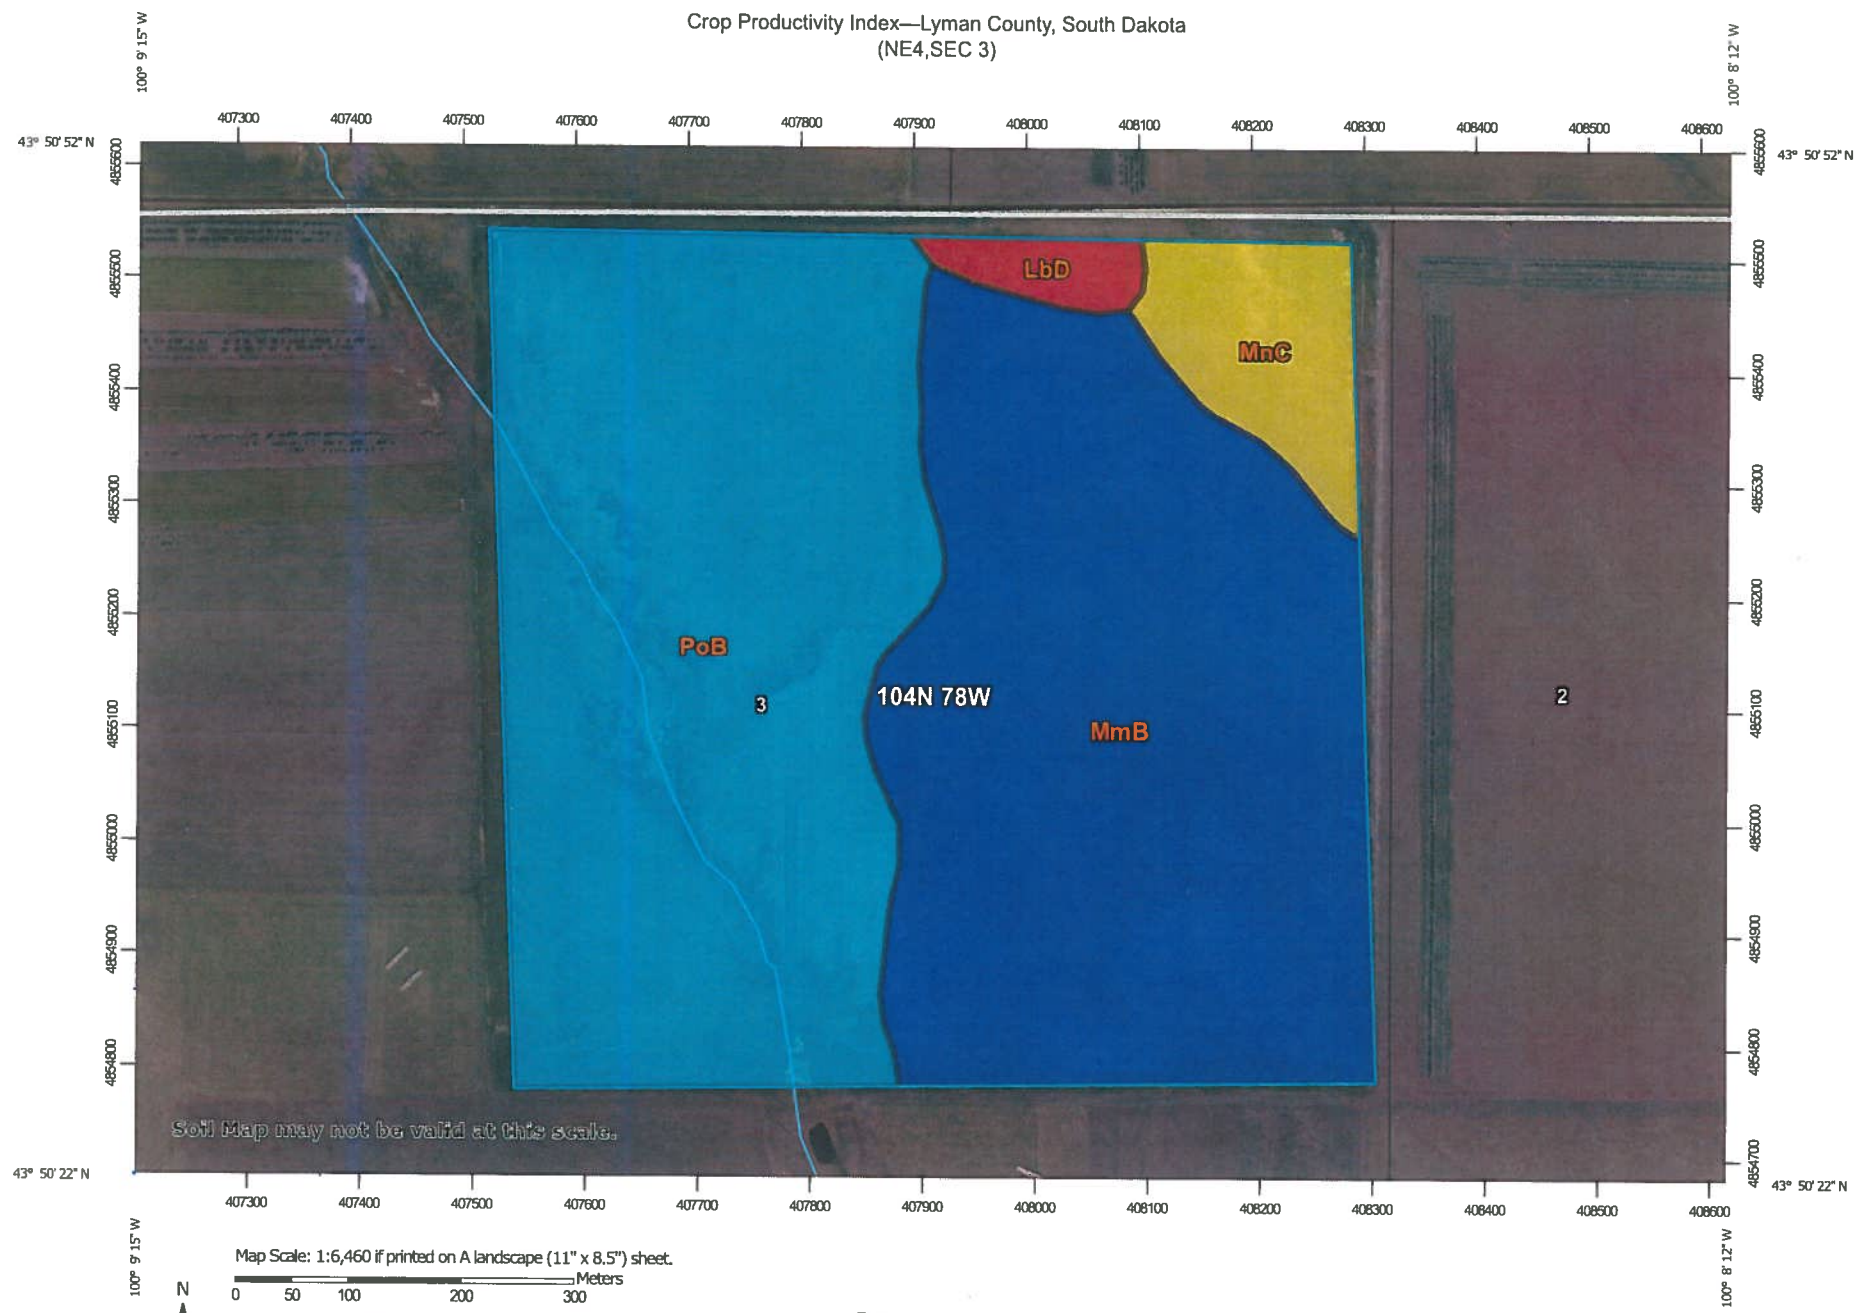 Crop Productivity Index—Lyman County, South Dakota
(NE4,SEC 3)
100° 9' 15" W
100° 8' 12" W
407300 407400 407500 407600 407700 407800 407900 408000 408100 408200 408300 408400 408500 408600
43° 50' 52" N
43° 50' 52" N
4855600
4855600
4855500
4855500
LbD
MnC
4855400
4855400
4855300
4855300
4855200
4855200
PoB
3
104N 78W
2
MmB
4855100
4855100
4855000
4855000
4854900
4854900
4854800
4854800
Soil Map may not be valid at this scale.
4854700
43° 50' 22" N
43° 50' 22" N
407300 407400 407500 407600 407700 407800 407900 408000 408100 408200 408300 408400 408500 408600
100° 9' 15" W
100° 8' 12" W
Map Scale: 1:6,460 if printed on A landscape (11" x 8.5") sheet.
Meters
N
0 50 100 200 300